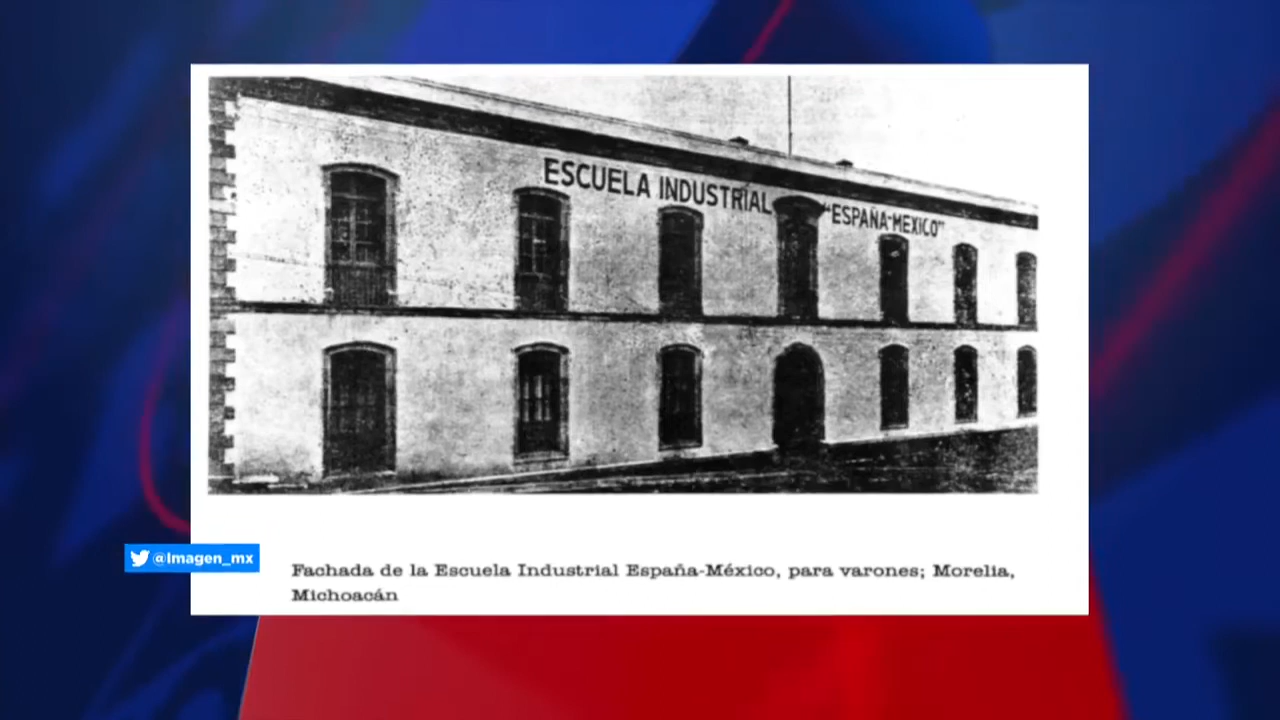 ESCUELA INDUSTRIAL "ESPAÑA-MEXICO"
@Imagen_mx
Fachada de la Escuela Industrial España-México, para varones; Morelia,
Michoacán